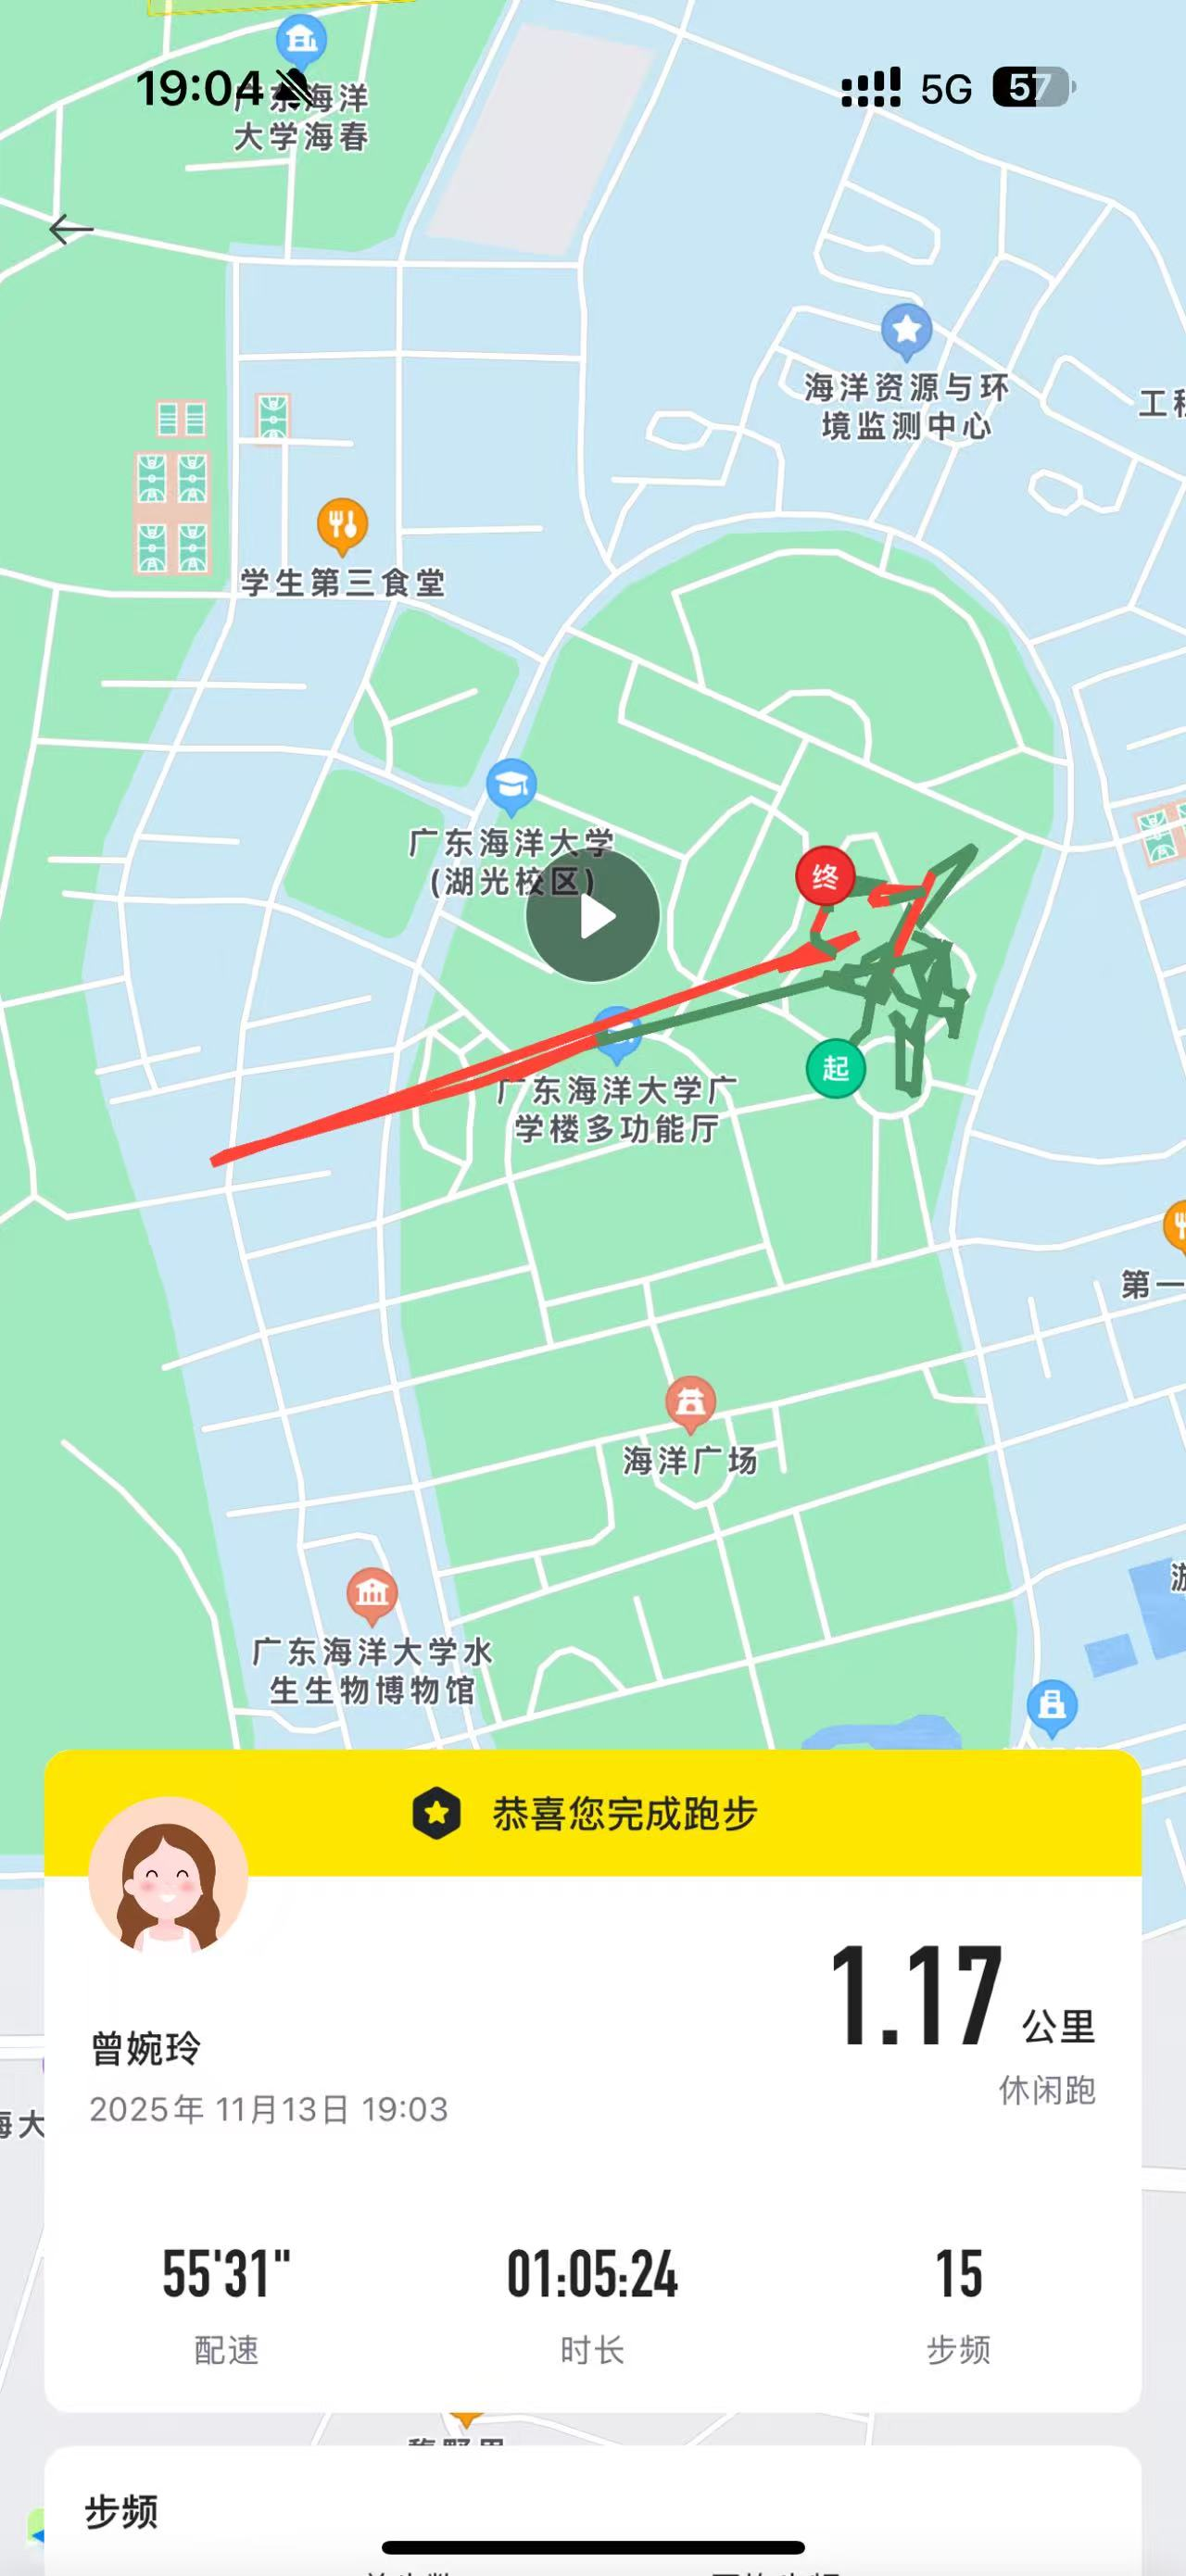 19:04
5G
57
广东海洋
大学海春
海洋资源与环
境监测中心
学生第三食堂
广东海洋大学
(湖光校区)
终
起
广东海洋大学广
学楼多功能厅
第一
海洋广场
广东海洋大学水
生生物博物馆
恭喜您完成跑步
1.17 公里
曾婉玲
休闲跑
2025年 11月13日 19:03
海大
55'31" 01:05:24 15
配速 时长 步频
步频